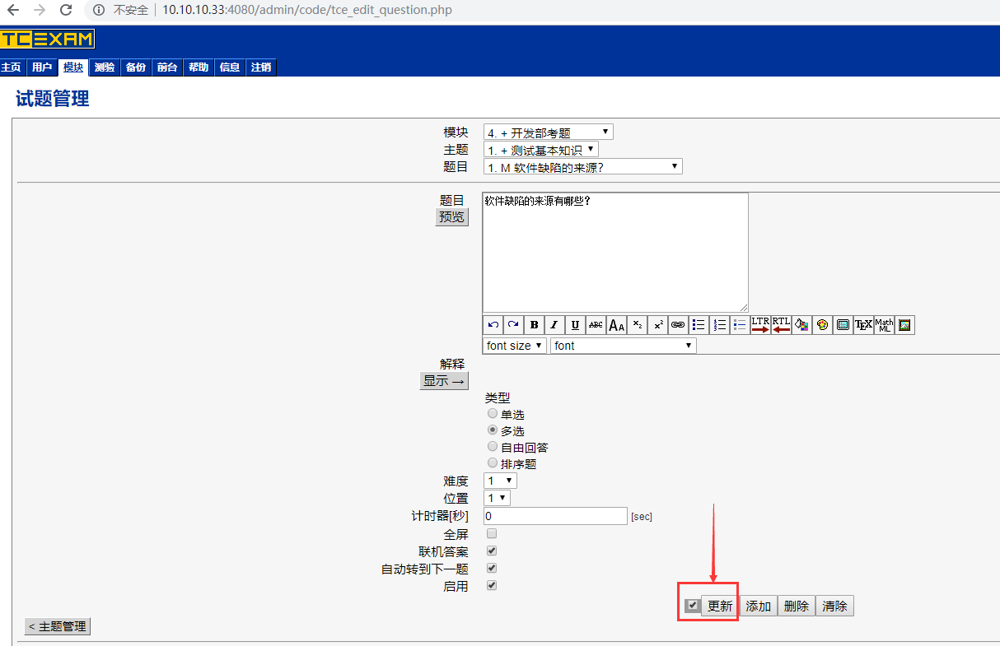 不安全 10.10.10.33:4080/admin/code/tce_edit_question.php
TCEXAM
主页 用户 模块 测验 备份 前台 帮助 信息 注销
试题管理
模块 4. + 开发部考题
主题 1. + 测试基本知识
题目 1. M 软件缺陷的来源?
题目 软件缺陷的来源有哪些?
预览
B I U ABC AA x₂ x² LTR RTL TEX Math ML
font size font
解释
显示 →
类型
单选
多选
自由回答
排序题
难度 1
位置 1
计时器[秒] 0 [sec]
全屏
联机答案
自动转到下一题
启用
更新 添加 删除 清除
< 主题管理